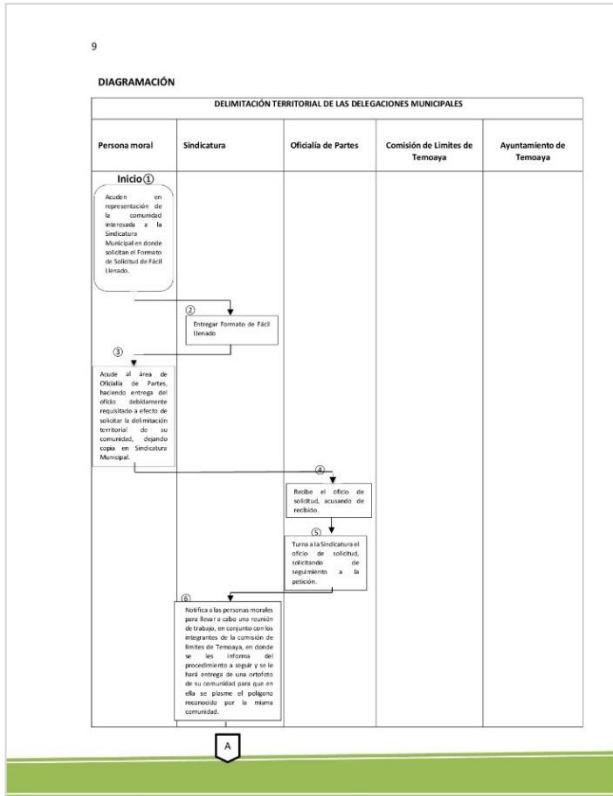 9
DIAGRAMACIÓN
DELIMITACIÓN TERRITORIAL DE LAS DELEGACIONES MUNICIPALES
Persona moral
Sindicatura
Oficialía de Partes
Comisión de Limites de
Temoaya
Ayuntamiento de
Temoaya
Inicio①
Acuden en
representación de
la comunidad
interesada a la
Sindicatura
Municipal en donde
solicitan el Formato
de Solicitud de Fácil
Llenado.
②
Entregar Formato de Fácil
llenado
③
Acude al área de
Oficialía de Partes,
haciendo entrega del
oficio debidamente
requisitado a efecto de
solicitar la delimitación
territorial de su
comunidad, dejando
copia en Sindicatura
Municipal.
④
Recibe el oficio de
solicitud, acusando de
recibido.
⑤
Turna a la Sindicatura el
oficio de solicitud,
solicitando de
seguimiento a la
petición.
⑥
Notifica a las personas morales
para llevar a cabo una reunión
de trabajo, en conjunto con los
integrantes de la comisión de
límites de Temoaya, en donde
se les informa del
procedimiento a seguir y se le
hará entrega de una ortofoto
de su comunidad para que en
ella se plasme el polígono
reconocido por la misma
comunidad.
A